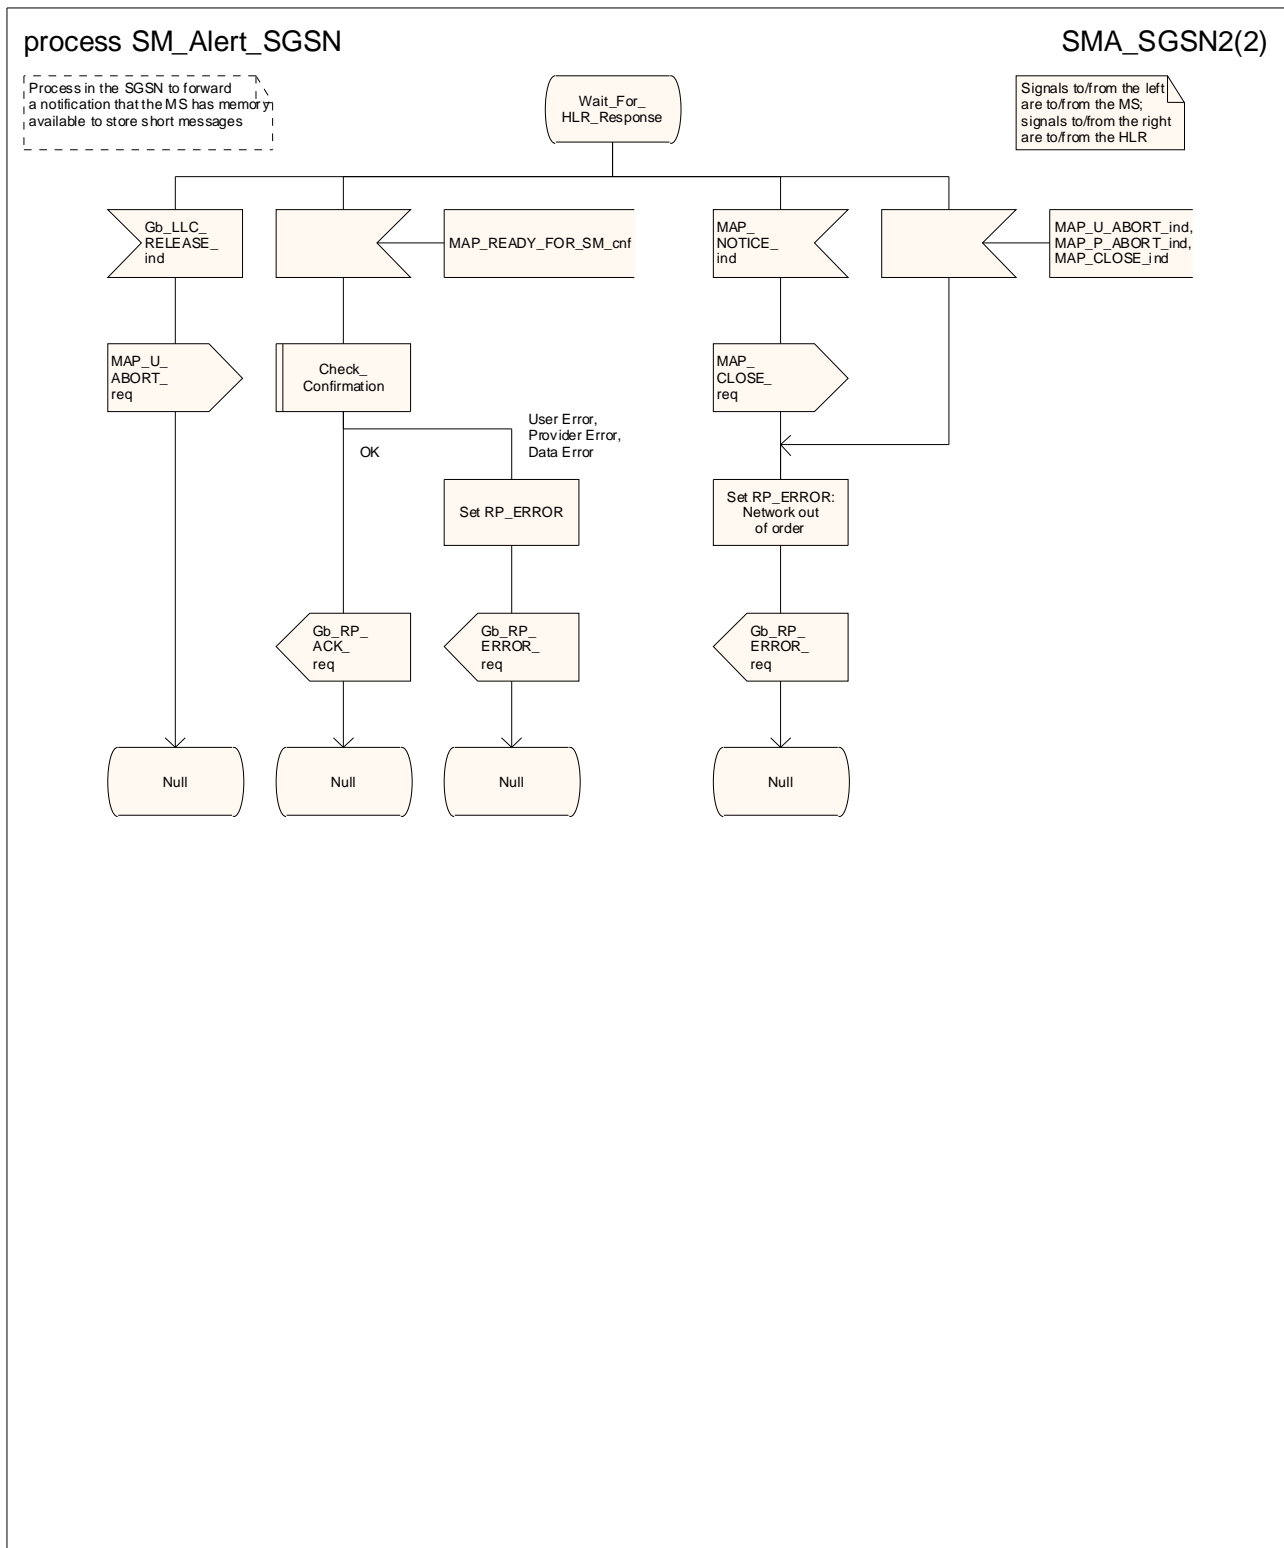 process SM_Alert_SGSN
SMA_SGSN2(2)
Process in the SGSN to forward
a notification that the MS has memory
available to store short messages
Wait_For_
HLR_Response
Signals to/from the left
are to/from the MS;
signals to/from the right
are to/from the HLR
Gb_LLC_
RELEASE_
ind
MAP_READY_FOR_SM_cnf
MAP_
NOTICE_
ind
MAP_U_ABORT_ind,
MAP_P_ABORT_ind,
MAP_CLOSE_ind
MAP_U_
ABORT_
req
Check_
Confirmation
MAP_
CLOSE_
req
OK
User Error,
Provider Error,
Data Error
Set RP_ERROR
Set RP_ERROR:
Network out
of order
Gb_RP_
ACK_
req
Gb_RP_
ERROR_
req
Gb_RP_
ERROR_
req
Null
Null
Null
Null